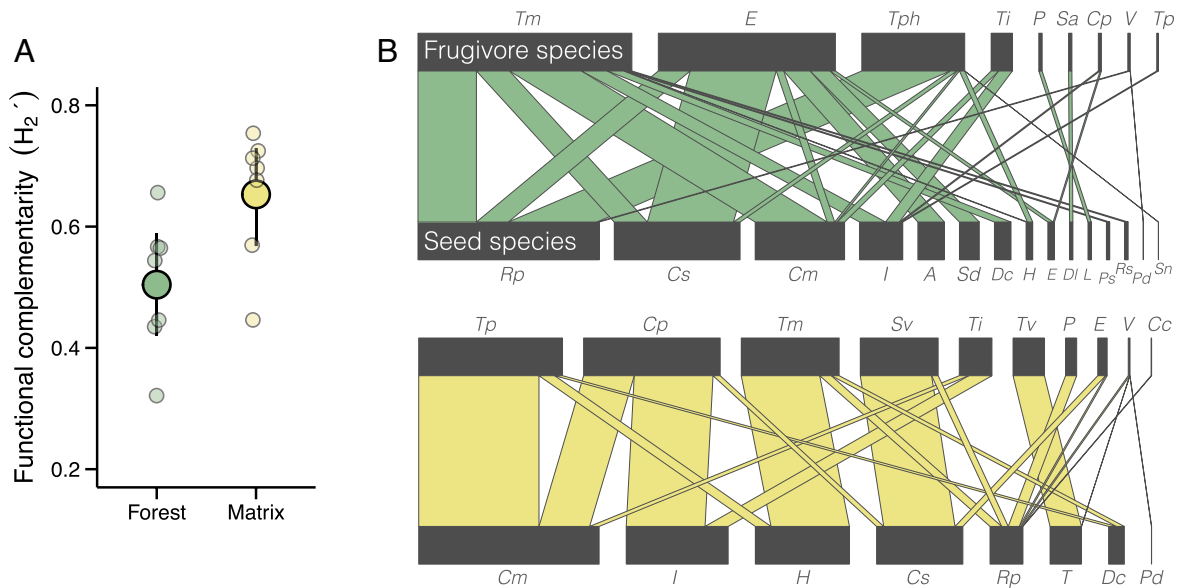 A
Functional complementarity (H₂´)
0.8
0.6
0.4
0.2
Forest Matrix
B
Tm E Tph Ti P Sa Cp V Tp
Frugivore species
Seed species
Rp Cs Cm I A Sd Dc H E Dl L Ps Rs Pd Sn
Tp Cp Tm Sv Ti Tv P E V Cc
Cm I H Cs Rp T Dc Pd